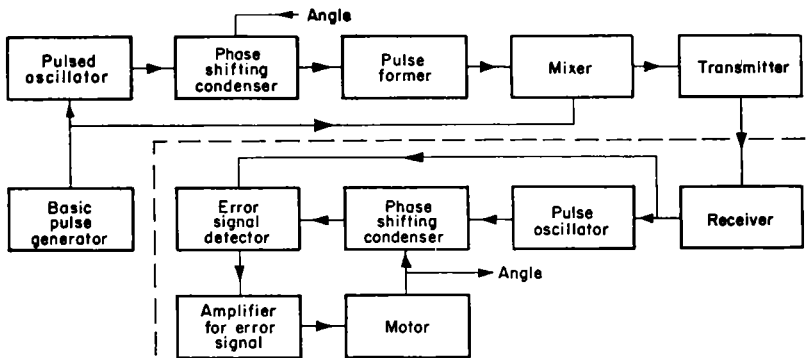 Angle
Pulsed
oscillator
Phase
shifting
condenser
Pulse
former
Mixer
Transmitter
Basic
pulse
generator
Error
signal
detector
Phase
shifting
condenser
Pulse
oscillator
Receiver
Angle
Amplifier
for error
signal
Motor